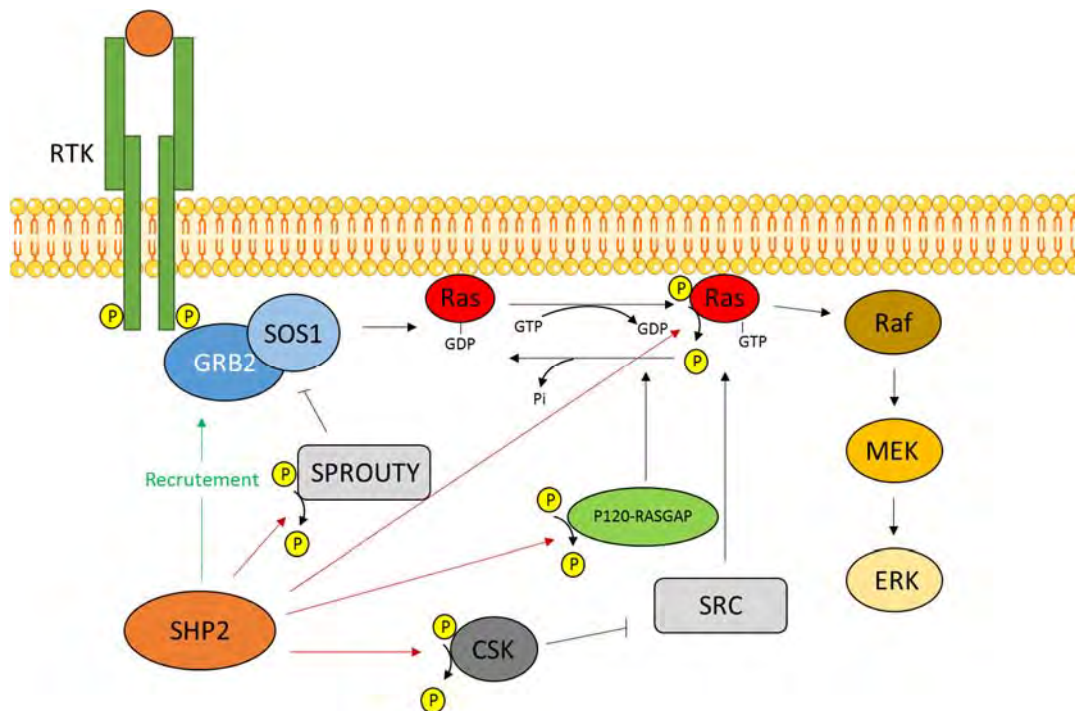 RTK
P
P
SOS1
GRB2
Ras
GDP
GTP
GDP
P
Ras
GTP
P
Pi
Raf
MEK
ERK
Recrutement
P
SPROUTY
P
P
P120-RASGAP
P
SRC
SHP2
P
CSK
P